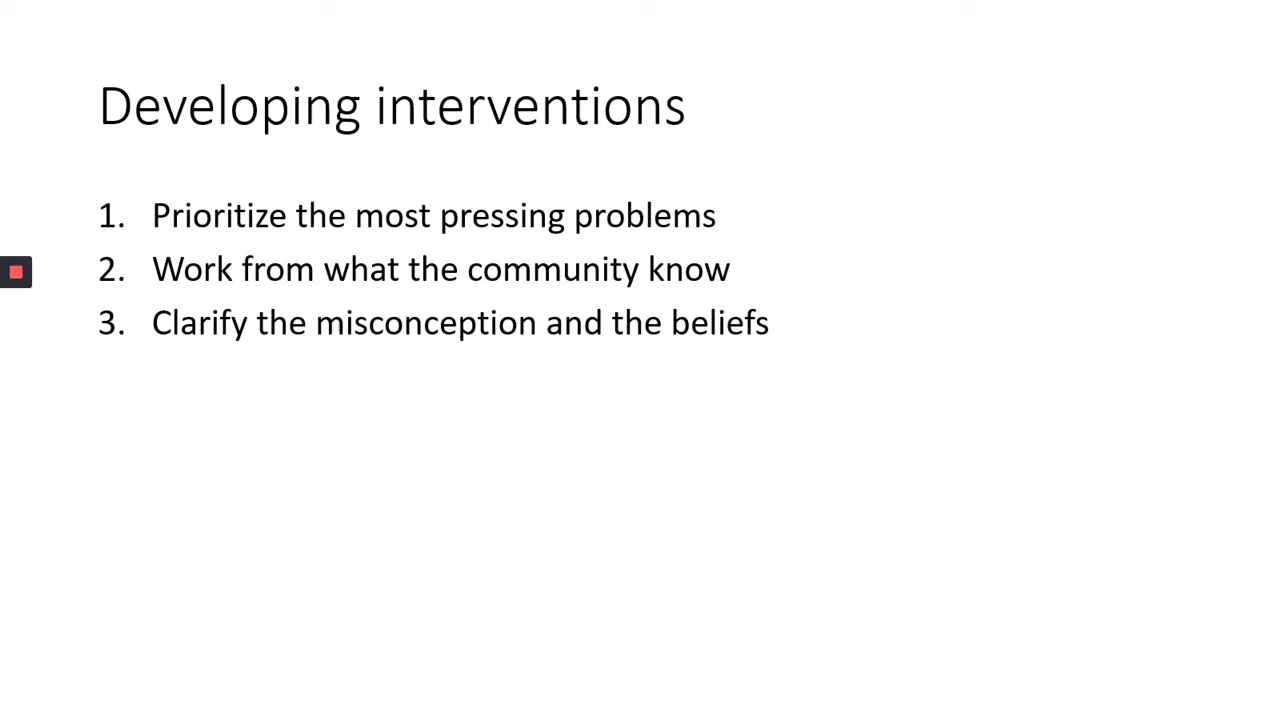 Developing interventions
1. Prioritize the most pressing problems
2. Work from what the community know
3. Clarify the misconception and the beliefs